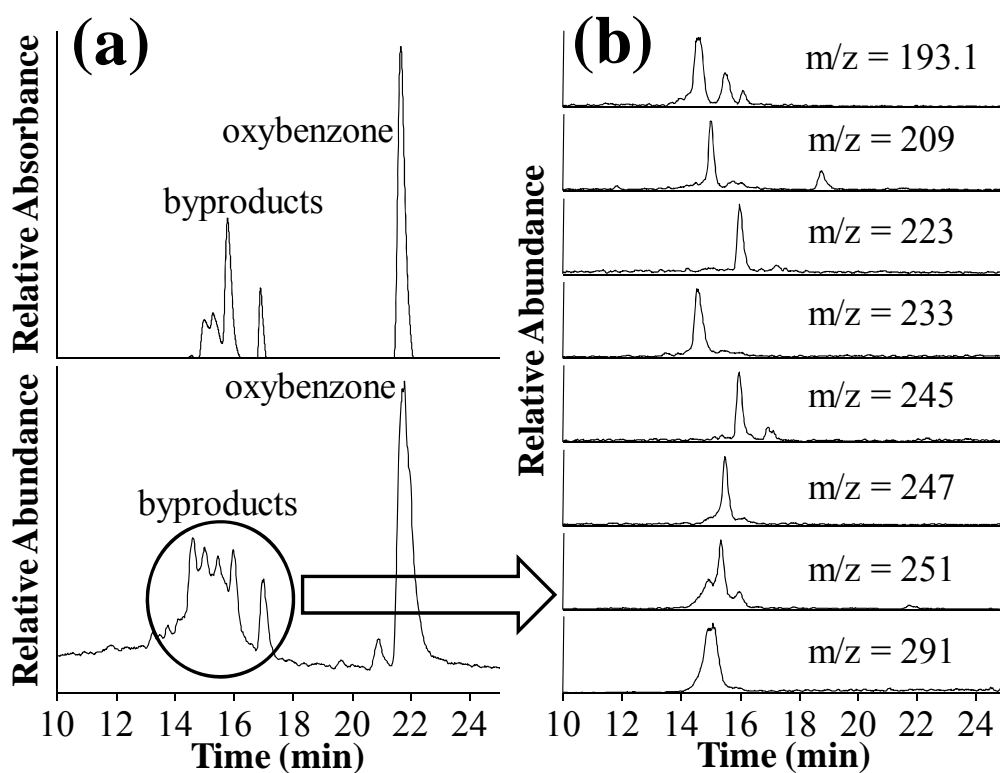 (a)
Relative Absorbance
oxybenzone
byproducts
Relative Abundance
oxybenzone
byproducts
10 12 14 16 18 20 22 24
Time (min)
(b)
Relative Abundance
m/z = 193.1
m/z = 209
m/z = 223
m/z = 233
m/z = 245
m/z = 247
m/z = 251
m/z = 291
10 12 14 16 18 20 22 24
Time (min)